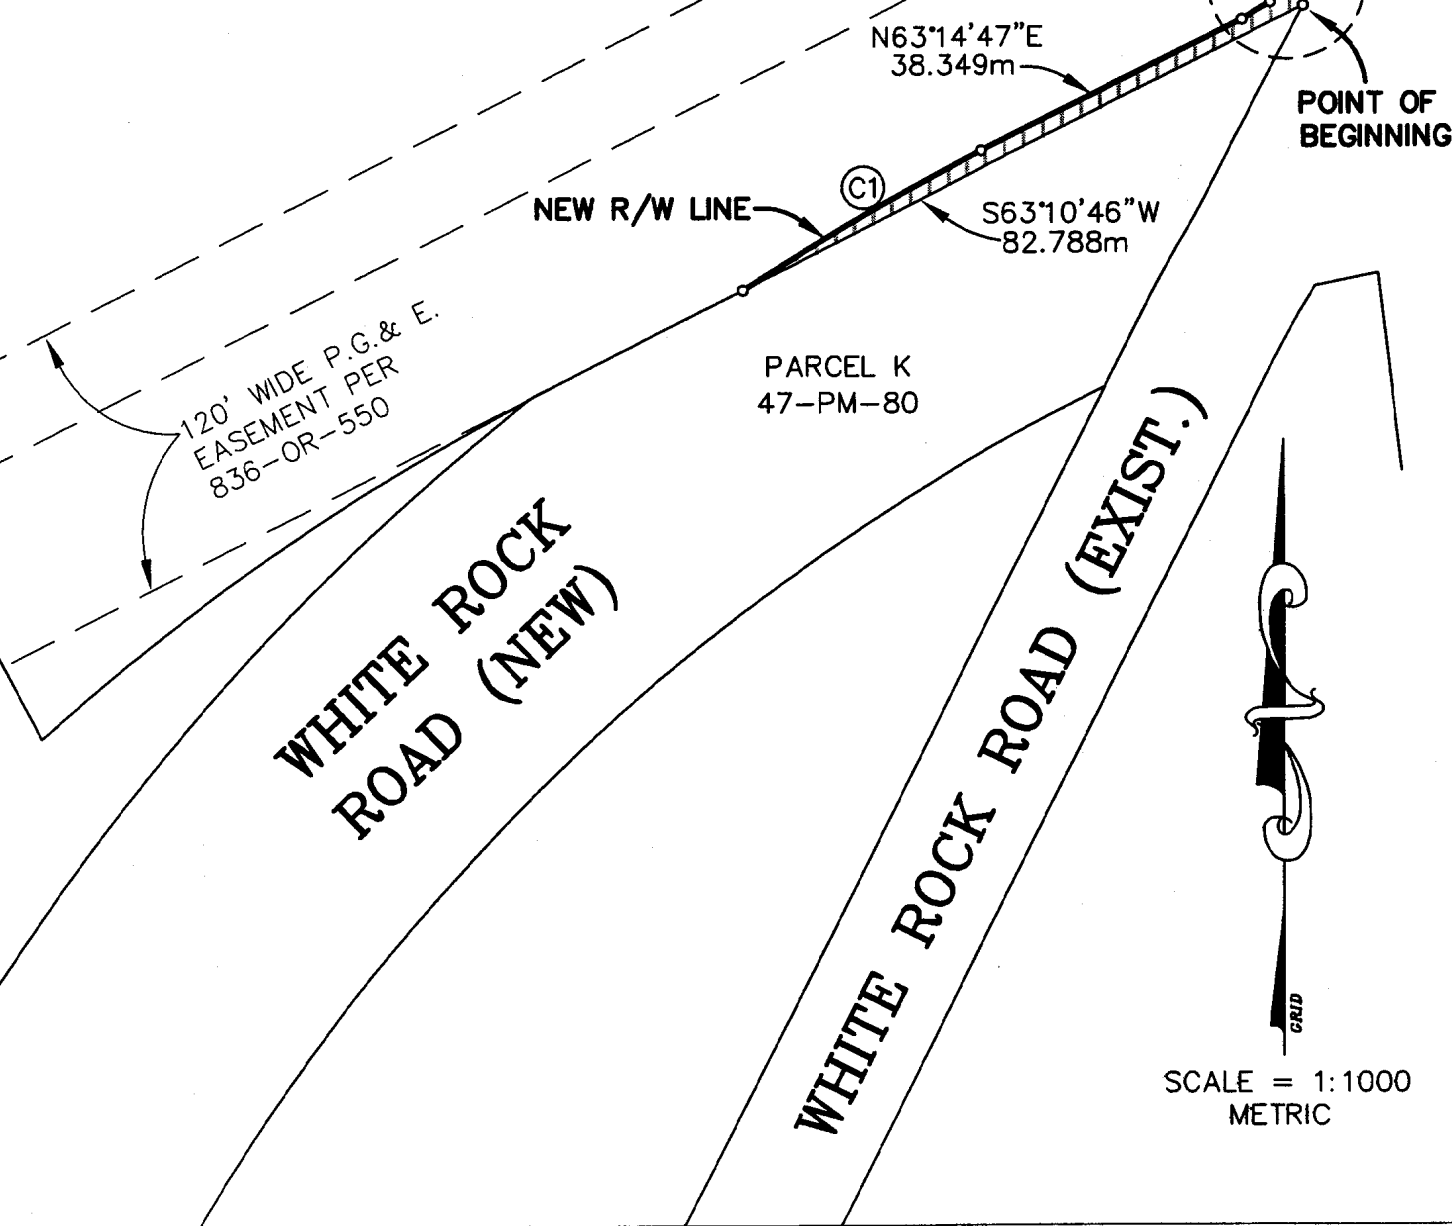 N63°14'47"E
38.349m
POINT OF
BEGINNING
C1
NEW R/W LINE
S63°10'46"W
82.788m
120' WIDE P.G.& E.
EASEMENT PER
836-OR-550
PARCEL K
47-PM-80
WHITE ROCK
ROAD (NEW)
WHITE ROCK ROAD (EXIST.)
GRID
SCALE = 1:1000
METRIC